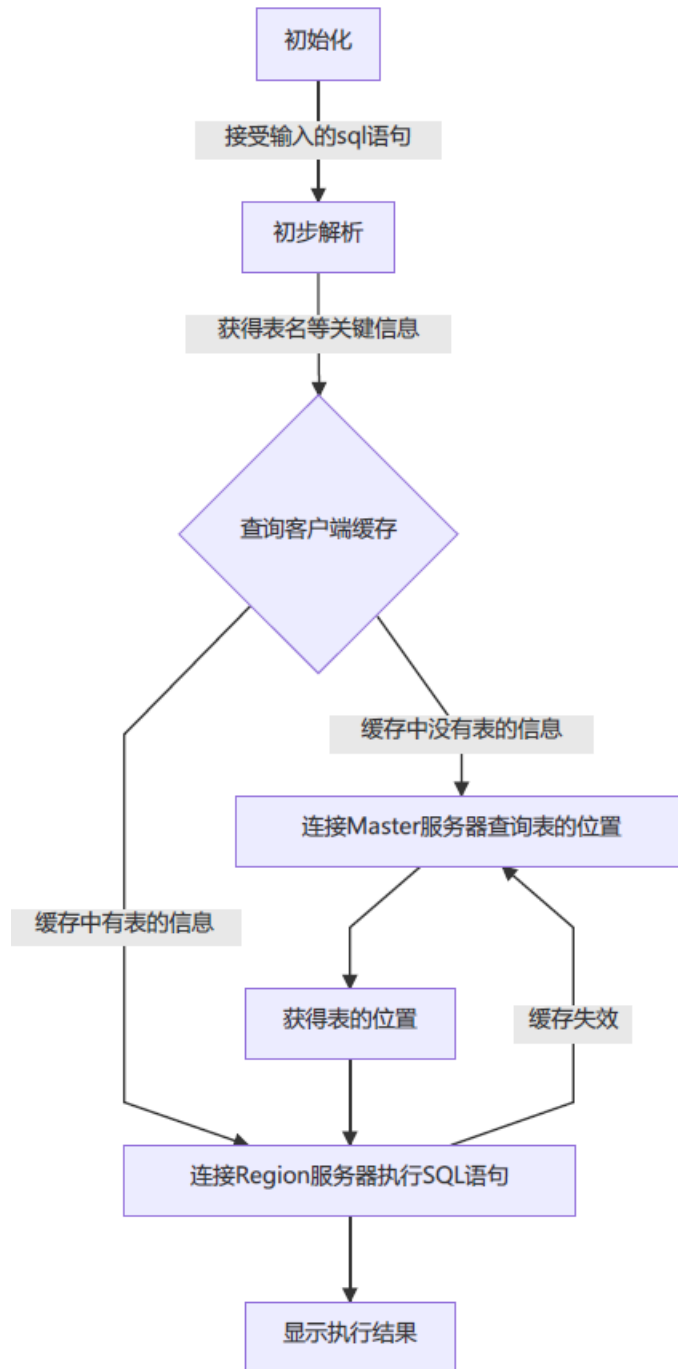 初始化
接受输入的sql语句
初步解析
获得表名等关键信息
查询客户端缓存
缓存中没有表的信息
连接Master服务器查询表的位置
缓存中有表的信息
获得表的位置
缓存失效
连接Region服务器执行SQL语句
显示执行结果